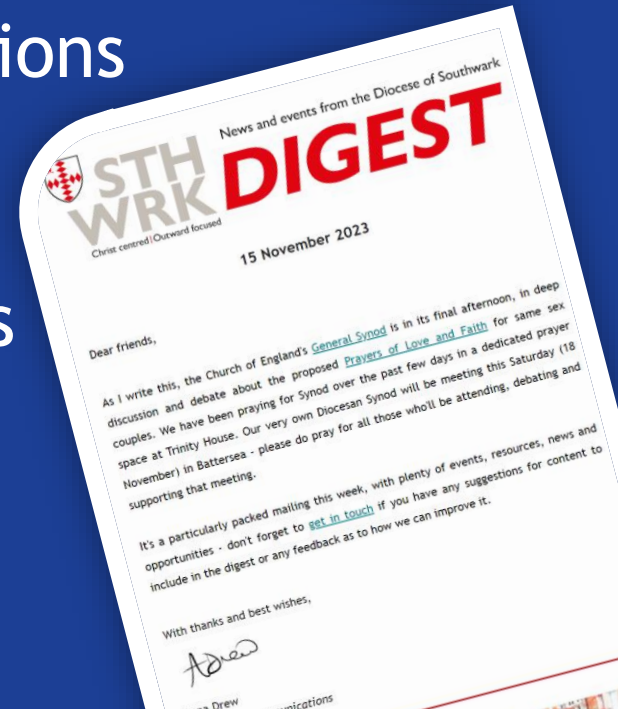 ions
s
News and events from the Diocese of Southwark
STH
WRK
DIGEST
Christ centred|Outward focused
15 November 2023
Dear friends,
As I write this, the Church of England's General Synod is in its final afternoon, in deep
discussion and debate about the proposed Prayers of Love and Faith for same sex
couples. We have been praying for Synod over the past few days in a dedicated prayer
space at Trinity House. Our very own Diocesan Synod will be meeting this Saturday (18
November) in Battersea - please do pray for all those who'll be attending, debating and
supporting that meeting.
It's a particularly packed mailing this week, with plenty of events, resources, news and
opportunities - don't forget to get in touch if you have any suggestions for content to
include in the digest or any feedback as to how we can improve it.
With thanks and best wishes,
ADrew
Drew